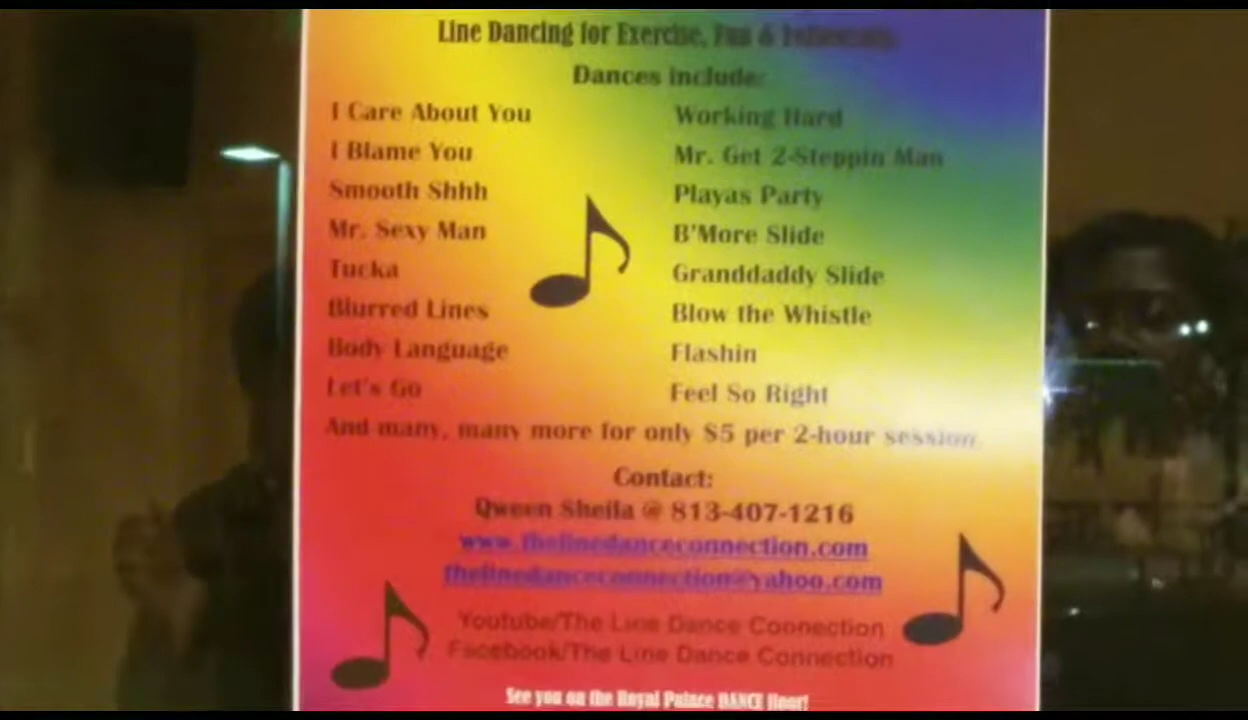 Line Dancing for Exercise, Fun &
Dances include:
I Care About You
I Blame You
Smooth Shhh
Mr. Sexy Man
Tucka
Blurred Lines
Body Language
Let's Go
Working Hard
Mr. Get 2-Steppin Man
Playas Party
B'More Slide
Granddaddy Slide
Blow the Whistle
Flashin
Feel So Right
And many, many more for only $5 per 2-hour session.
Contact:
Qween Sheila @ 813-407-1216
www.thelinedanceconnection.com
thelinedanceconnection@yahoo.com
Youtube/The Line Dance Connection
Facebook/The Line Dance Connection
See you on the Royal Palace DANCE floor!